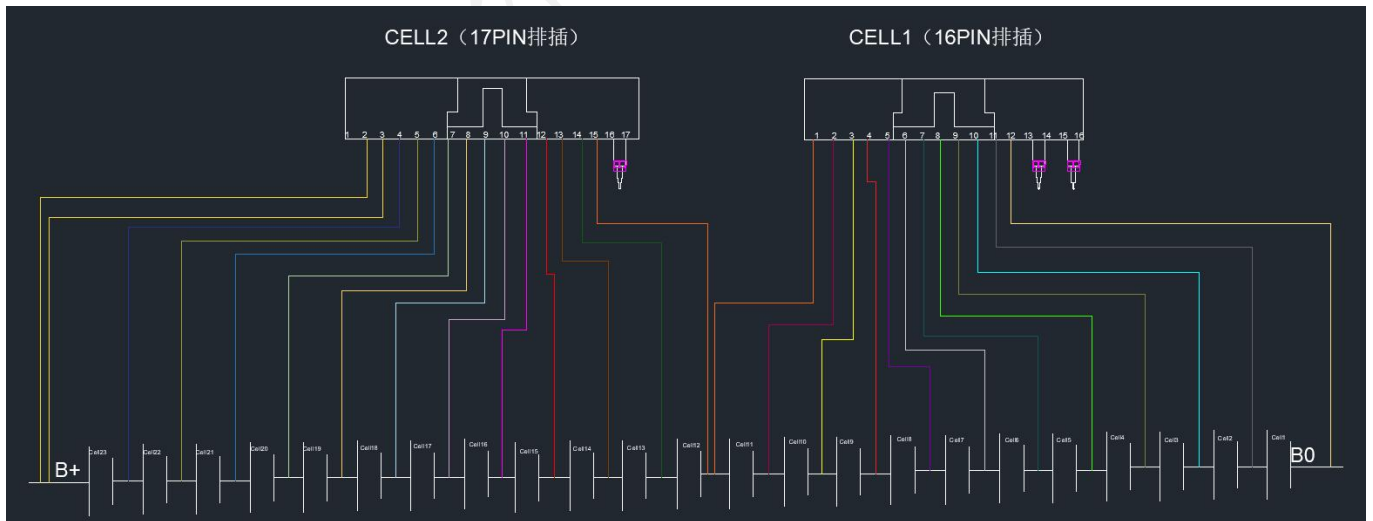 CELL2（17PIN排插） CELL1（16PIN排插）
1 2 3 4 5 6 7 8 9 10 11 12 13 14 15 16 17 1 2 3 4 5 6 7 8 9 10 11 12 13 14 15 16
B+ Cell23 Cell22 Cell21 Cell20 Cell19 Cell18 Cell17 Cell16 Cell15 Cell14 Cell13 Cell12 Cell11 Cell10 Cell9 Cell8 Cell7 Cell6 Cell5 Cell4 Cell3 Cell2 Cell1 B0